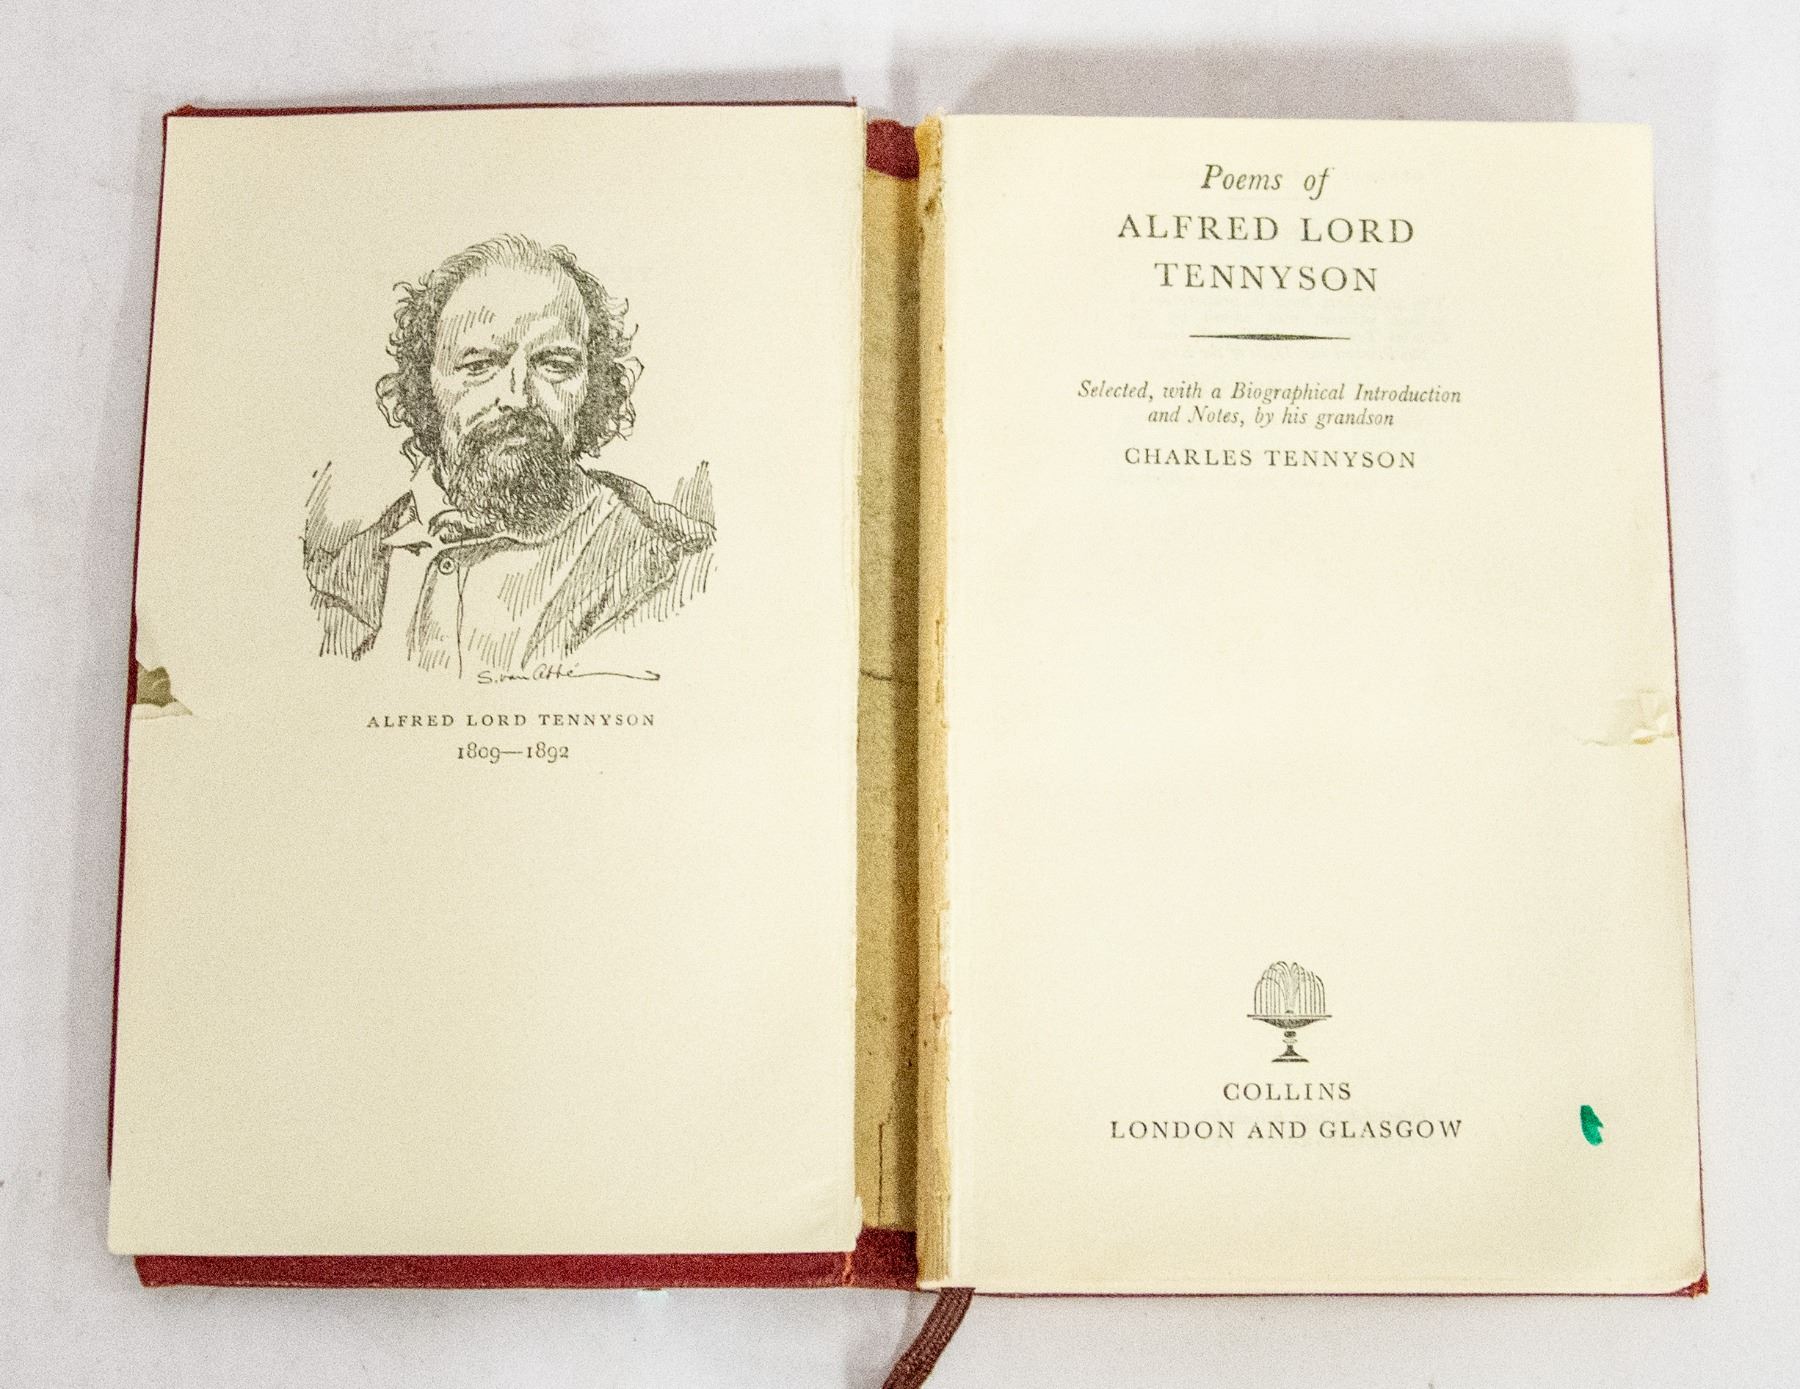 S. van Abbé
ALFRED LORD TENNYSON
1809—1892
Poems of
ALFRED LORD
TENNYSON
Selected, with a Biographical Introduction
and Notes, by his grandson
CHARLES TENNYSON
COLLINS
LONDON AND GLASGOW